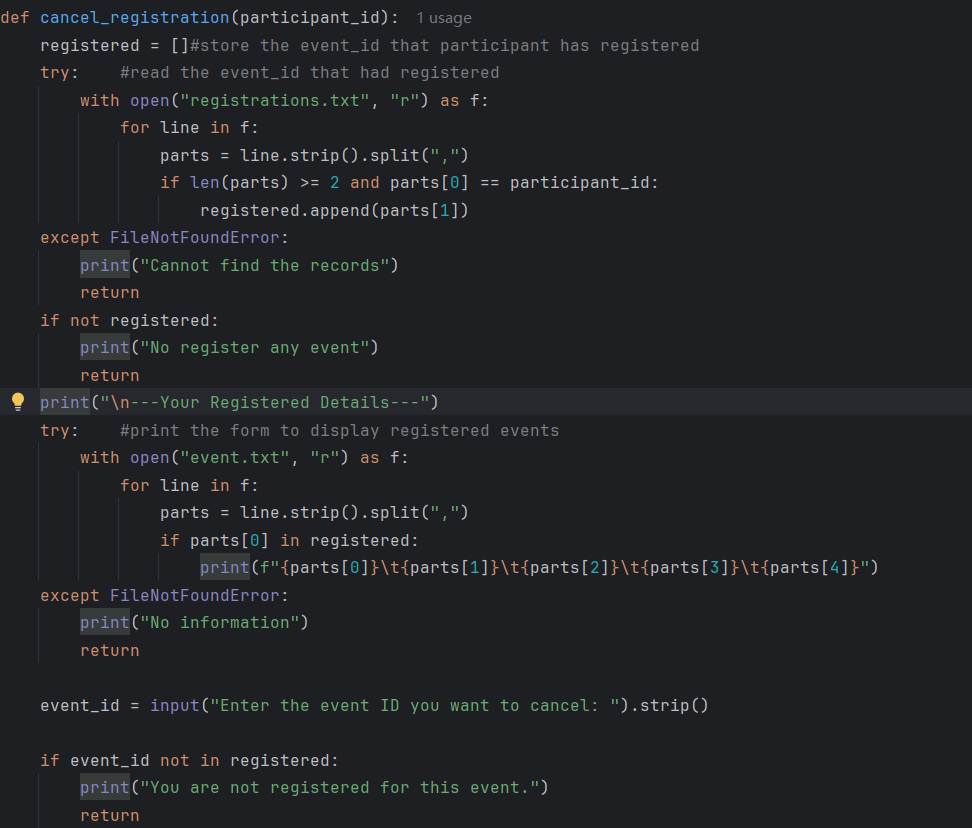 def cancel_registration(participant_id):  1 usage
    registered = []#store the event_id that participant has registered
    try:    #read the event_id that had registered
        with open("registrations.txt", "r") as f:
            for line in f:
                parts = line.strip().split(",")
                if len(parts) >= 2 and parts[0] == participant_id:
                    registered.append(parts[1])
    except FileNotFoundError:
        print("Cannot find the records")
        return
    if not registered:
        print("No register any event")
        return
    print("\n---Your Registered Details---")
    try:    #print the form to display registered events
        with open("event.txt", "r") as f:
            for line in f:
                parts = line.strip().split(",")
                if parts[0] in registered:
                    print(f"{parts[0]}\t{parts[1]}\t{parts[2]}\t{parts[3]}\t{parts[4]}")
    except FileNotFoundError:
        print("No information")
        return

    event_id = input("Enter the event ID you want to cancel: ").strip()

    if event_id not in registered:
        print("You are not registered for this event.")
        return